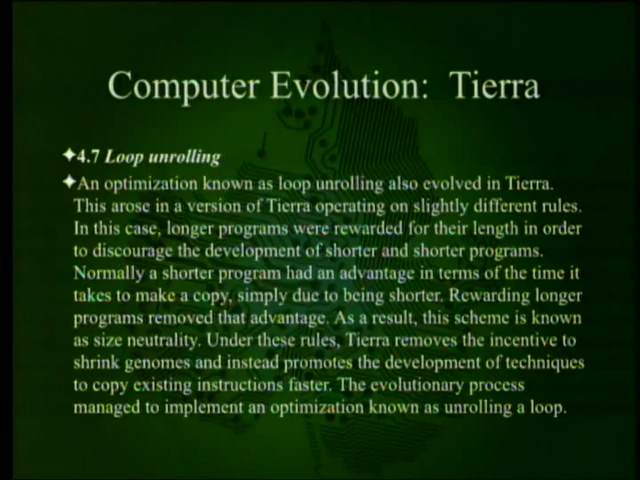 Computer Evolution: Tierra
4.7 Loop unrolling
An optimization known as loop unrolling also evolved in Tierra.
This arose in a version of Tierra operating on slightly different rules.
In this case, longer programs were rewarded for their length in order
to discourage the development of shorter and shorter programs.
Normally a shorter program had an advantage in terms of the time it
takes to make a copy, simply due to being shorter. Rewarding longer
programs removed that advantage. As a result, this scheme is known
as size neutrality. Under these rules, Tierra removes the incentive to
shrink genomes and instead promotes the development of techniques
to copy existing instructions faster. The evolutionary process
managed to implement an optimization known as unrolling a loop.